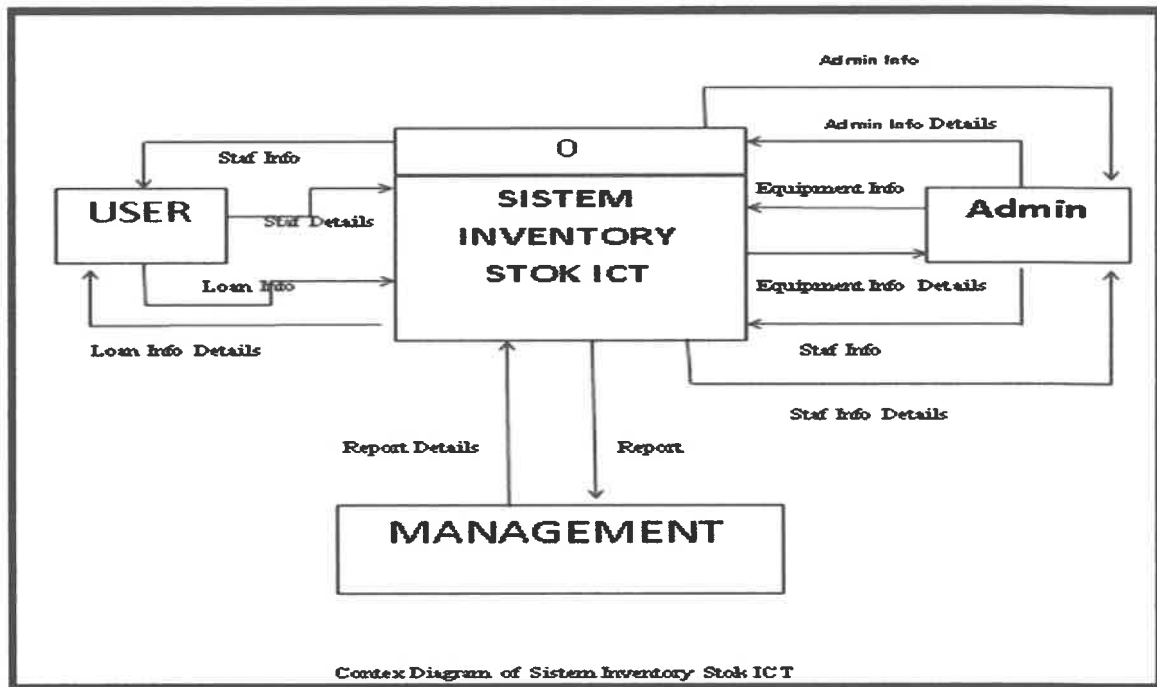 Admin Info
Admin Info Details
0
Staf Info
Equipment Info
USER
SISTEM
INVENTORY
STOK ICT
Admin
Staf Details
Loan Info
Equipment Info Details
Loan Info Details
Staf Info
Staf Info Details
Report Details
Report
MANAGEMENT
Contex Diagram of Sistem Inventory Stok ICT